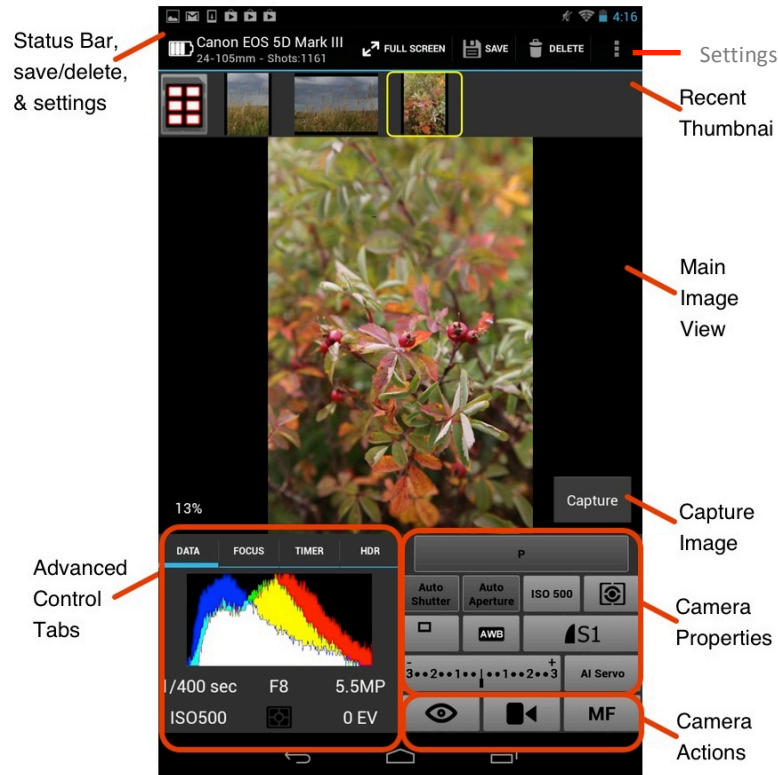 4:16
Status Bar,
save/delete,
& settings
Canon EOS 5D Mark III
24-105mm - Shots:1161
FULL SCREEN
SAVE
DELETE
Settings
Recent
Thumbnai
Main
Image
View
13%
Capture
Capture
Image
Advanced
Control
Tabs
DATA FOCUS TIMER HDR
P
Auto
Shutter
Auto
Aperture
ISO 500
AWB
S1
Camera
Properties
- +
3••2••1••|••1••2••3
AI Servo
1/400 sec F8 5.5MP
ISO500 0 EV
MF
Camera
Actions